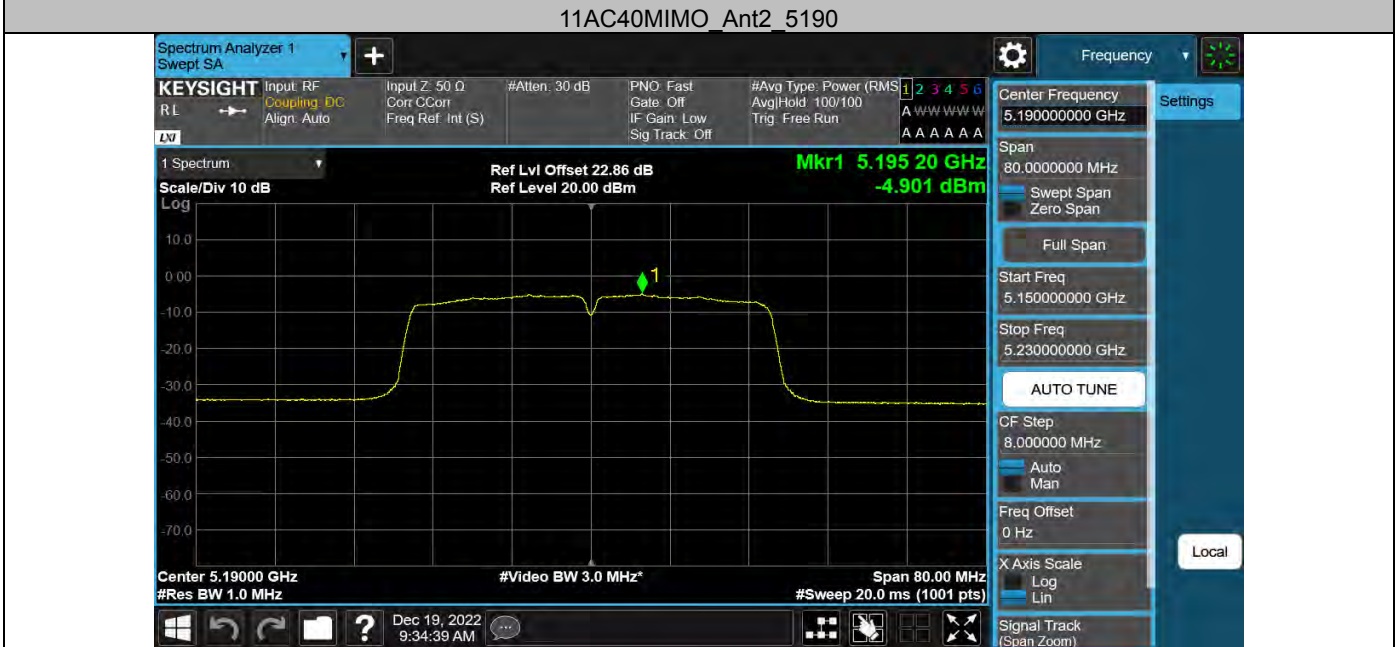 11AC40MIMO_Ant2_5190
Spectrum Analyzer 1
Swept SA
Frequency
KEYSIGHT
RL
LXI
Input: RF
Coupling: DC
Align: Auto
Input Z: 50 Ω
Corr CCorr
Freq Ref: Int (S)
#Atten: 30 dB
PNO: Fast
Gate: Off
IF Gain: Low
Sig Track: Off
#Avg Type: Power (RMS
Avg|Hold: 100/100
Trig: Free Run
1 2 3 4 5 6
A W W W W W
A A A A A A
1 Spectrum
Scale/Div 10 dB
Log
Ref Lvl Offset 22.86 dB
Ref Level 20.00 dBm
Mkr1 5.195 20 GHz
-4.901 dBm
10.0
0.00
-10.0
-20.0
-30.0
-40.0
-50.0
-60.0
-70.0
1
Center 5.19000 GHz
#Res BW 1.0 MHz
#Video BW 3.0 MHz*
Span 80.00 MHz
#Sweep 20.0 ms (1001 pts)
Dec 19, 2022
9:34:39 AM
Center Frequency
5.190000000 GHz
Settings
Span
80.0000000 MHz
Swept Span
Zero Span
Full Span
Start Freq
5.150000000 GHz
Stop Freq
5.230000000 GHz
AUTO TUNE
CF Step
8.000000 MHz
Auto
Man
Freq Offset
0 Hz
X Axis Scale
Log
Lin
Local
Signal Track
(Span Zoom)